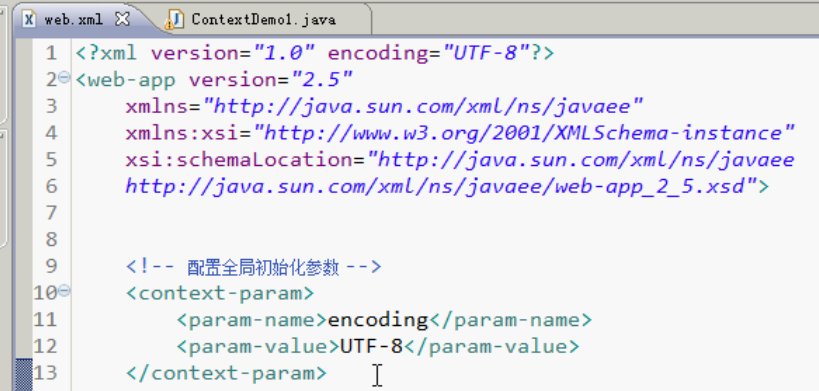 web.xml
ContextDemo1.java
1 <?xml version="1.0" encoding="UTF-8"?>
2 <web-app version="2.5"
3 xmlns="http://java.sun.com/xml/ns/javaee"
4 xmlns:xsi="http://www.w3.org/2001/XMLSchema-instance"
5 xsi:schemaLocation="http://java.sun.com/xml/ns/javaee
6 http://java.sun.com/xml/ns/javaee/web-app_2_5.xsd">
7
8
9 <!-- 配置全局初始化参数 -->
10 <context-param>
11 <param-name>encoding</param-name>
12 <param-value>UTF-8</param-value>
13 </context-param>